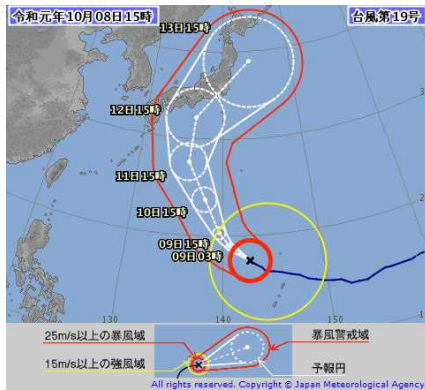 令和元年10月08日15時
台風第19号
13日15時
12日15時
11日15時
10日15時
09日15時
09日03時
130
140
150
25m/s以上の暴風域
暴風警戒域
15m/s以上の強風域
予報円
All rights reserved. Copyright © Japan Meteorological Agency